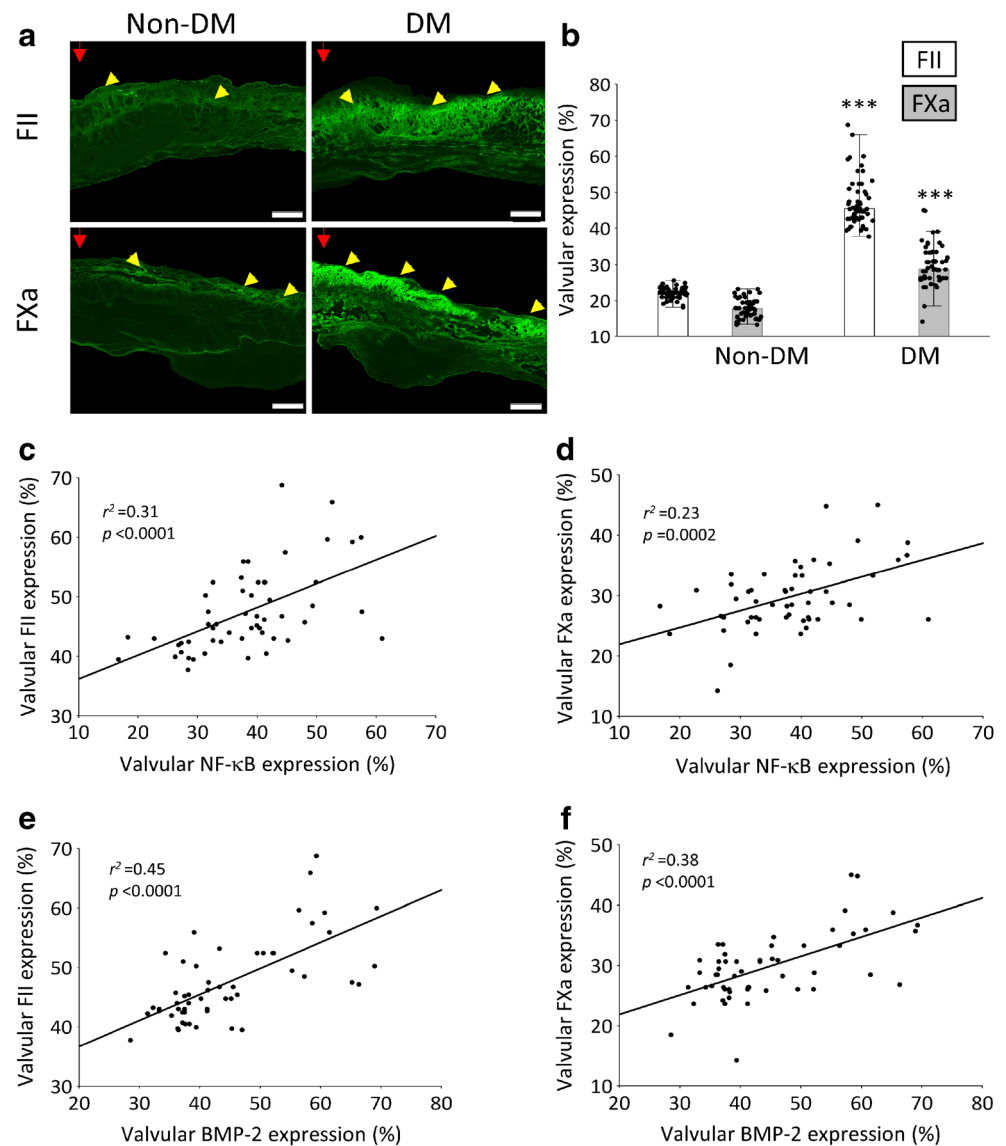 a
Non-DM
DM
FII
FXa
b
FII
FXa
Valvular expression (%)
80
70
60
50
40
30
20
10
***
***
Non-DM
DM
c
Valvular FII expression (%)
70
60
50
40
30
r² =0.31
p <0.0001
10 20 30 40 50 60 70
Valvular NF-κB expression (%)
d
Valvular FXa expression (%)
50
40
30
20
10
r² =0.23
p =0.0002
10 20 30 40 50 60 70
Valvular NF-κB expression (%)
e
Valvular FII expression (%)
70
60
50
40
30
r² =0.45
p <0.0001
20 30 40 50 60 70 80
Valvular BMP-2 expression (%)
f
Valvular FXa expression (%)
50
40
30
20
10
r² =0.38
p <0.0001
20 30 40 50 60 70 80
Valvular BMP-2 expression (%)